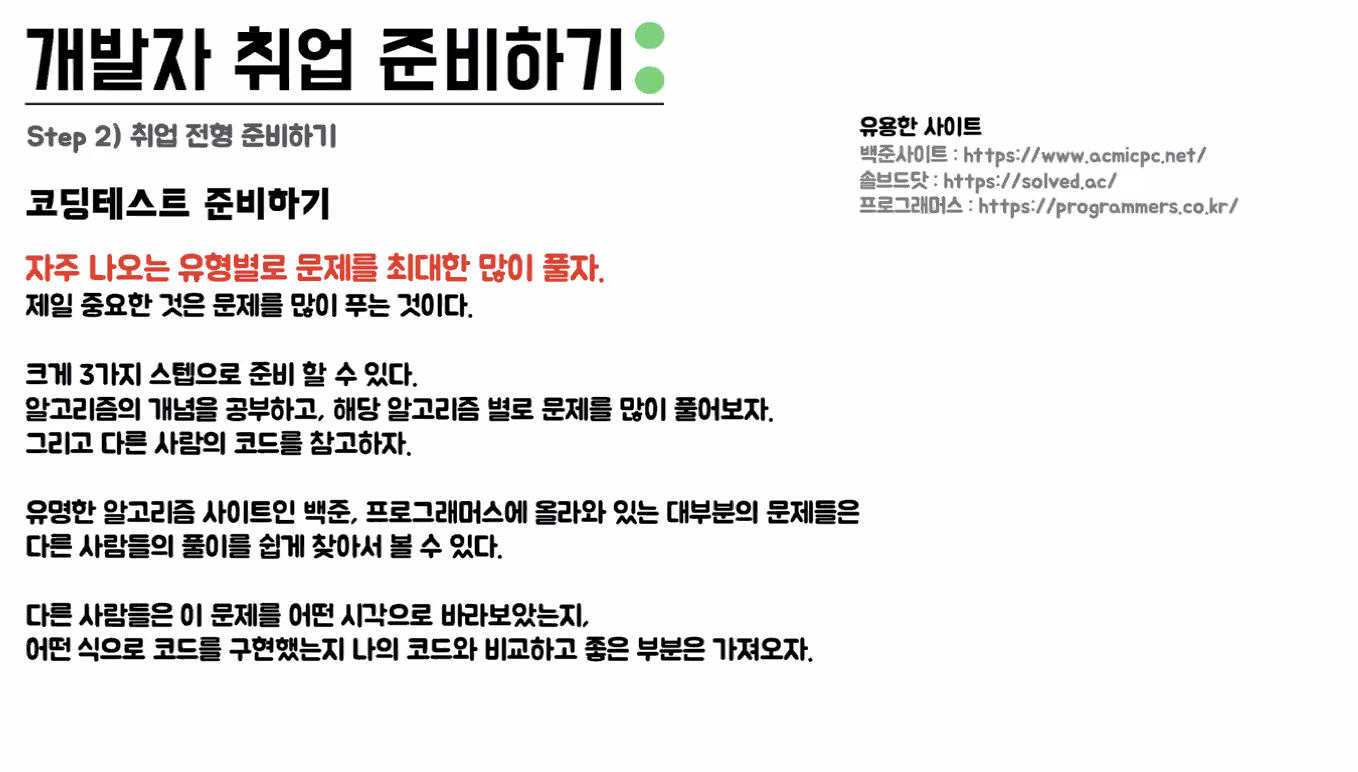 개발자 취업 준비하기:
Step 2) 취업 전형 준비하기
유용한 사이트
백준사이트 : https://www.acmicpc.net/
솔브드닷 : https://solved.ac/
프로그래머스 : https://programmers.co.kr/
코딩테스트 준비하기
자주 나오는 유형별로 문제를 최대한 많이 풀자.
제일 중요한 것은 문제를 많이 푸는 것이다.
크게 3가지 스텝으로 준비 할 수 있다.
알고리즘의 개념을 공부하고, 해당 알고리즘 별로 문제를 많이 풀어보자.
그리고 다른 사람의 코드를 참고하자.
유명한 알고리즘 사이트인 백준, 프로그래머스에 올라와 있는 대부분의 문제들은
다른 사람들의 풀이를 쉽게 찾아서 볼 수 있다.
다른 사람들은 이 문제를 어떤 시각으로 바라보았는지,
어떤 식으로 코드를 구현했는지 나의 코드와 비교하고 좋은 부분은 가져오자.